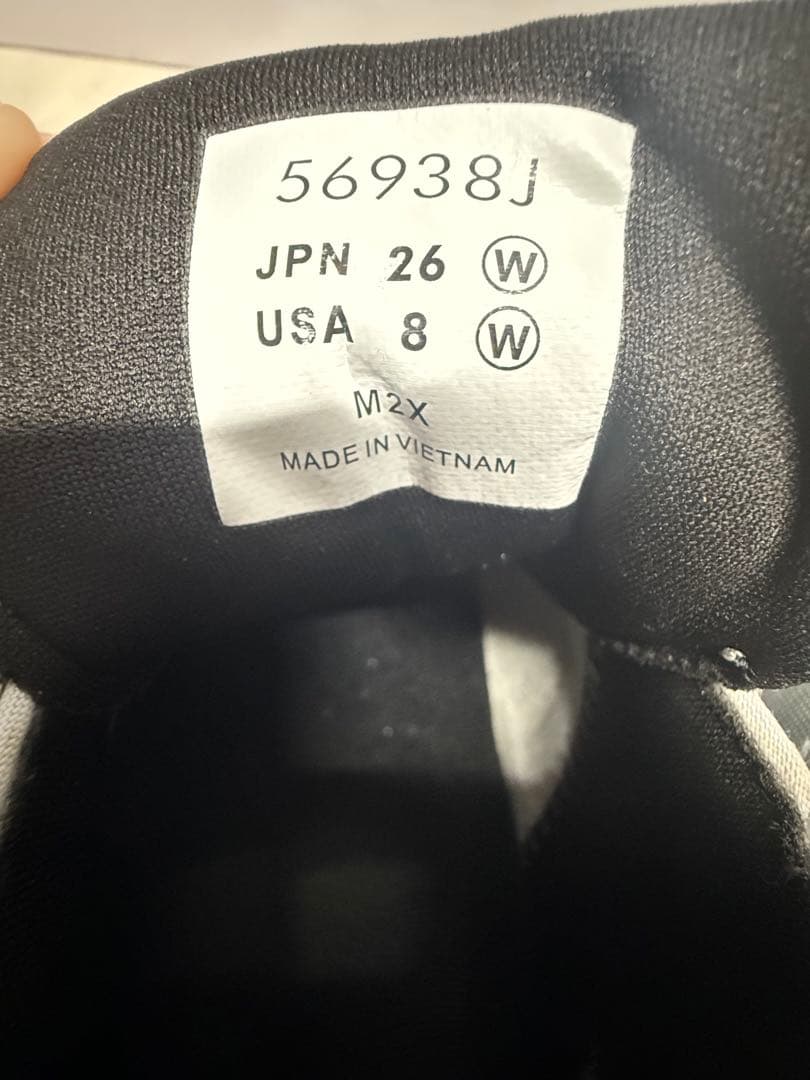 56938J
JPN 26 Ⓦ
USA 8 Ⓦ
M2X
MADE IN VIETNAM